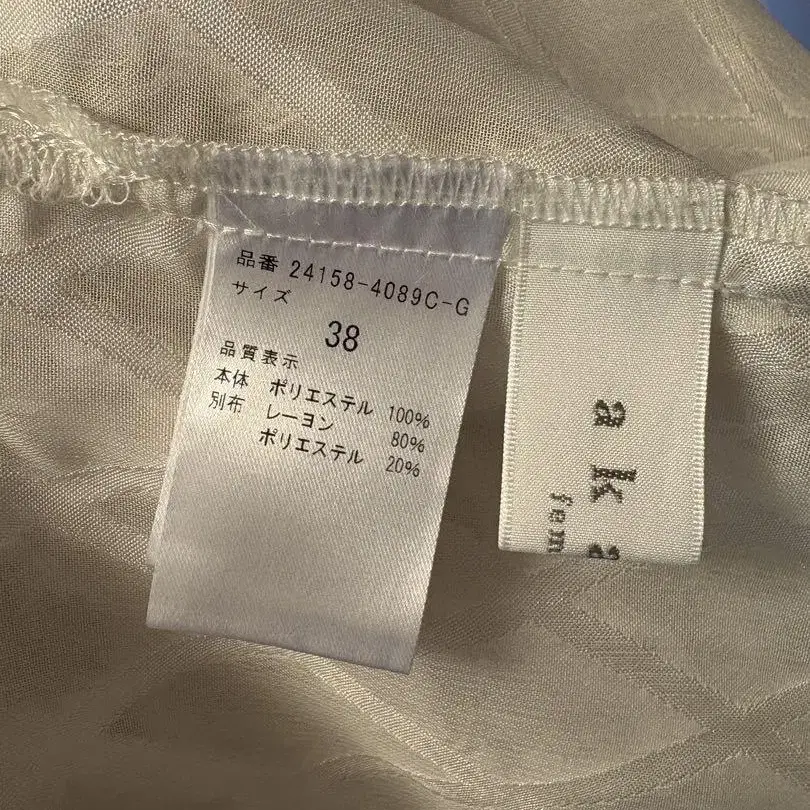 品番 24158-4089C-G
サイズ
38
品質表示
本体 ポリエステル 100%
別布 レーヨン 80%
ポリエステル 20%
aka
fem